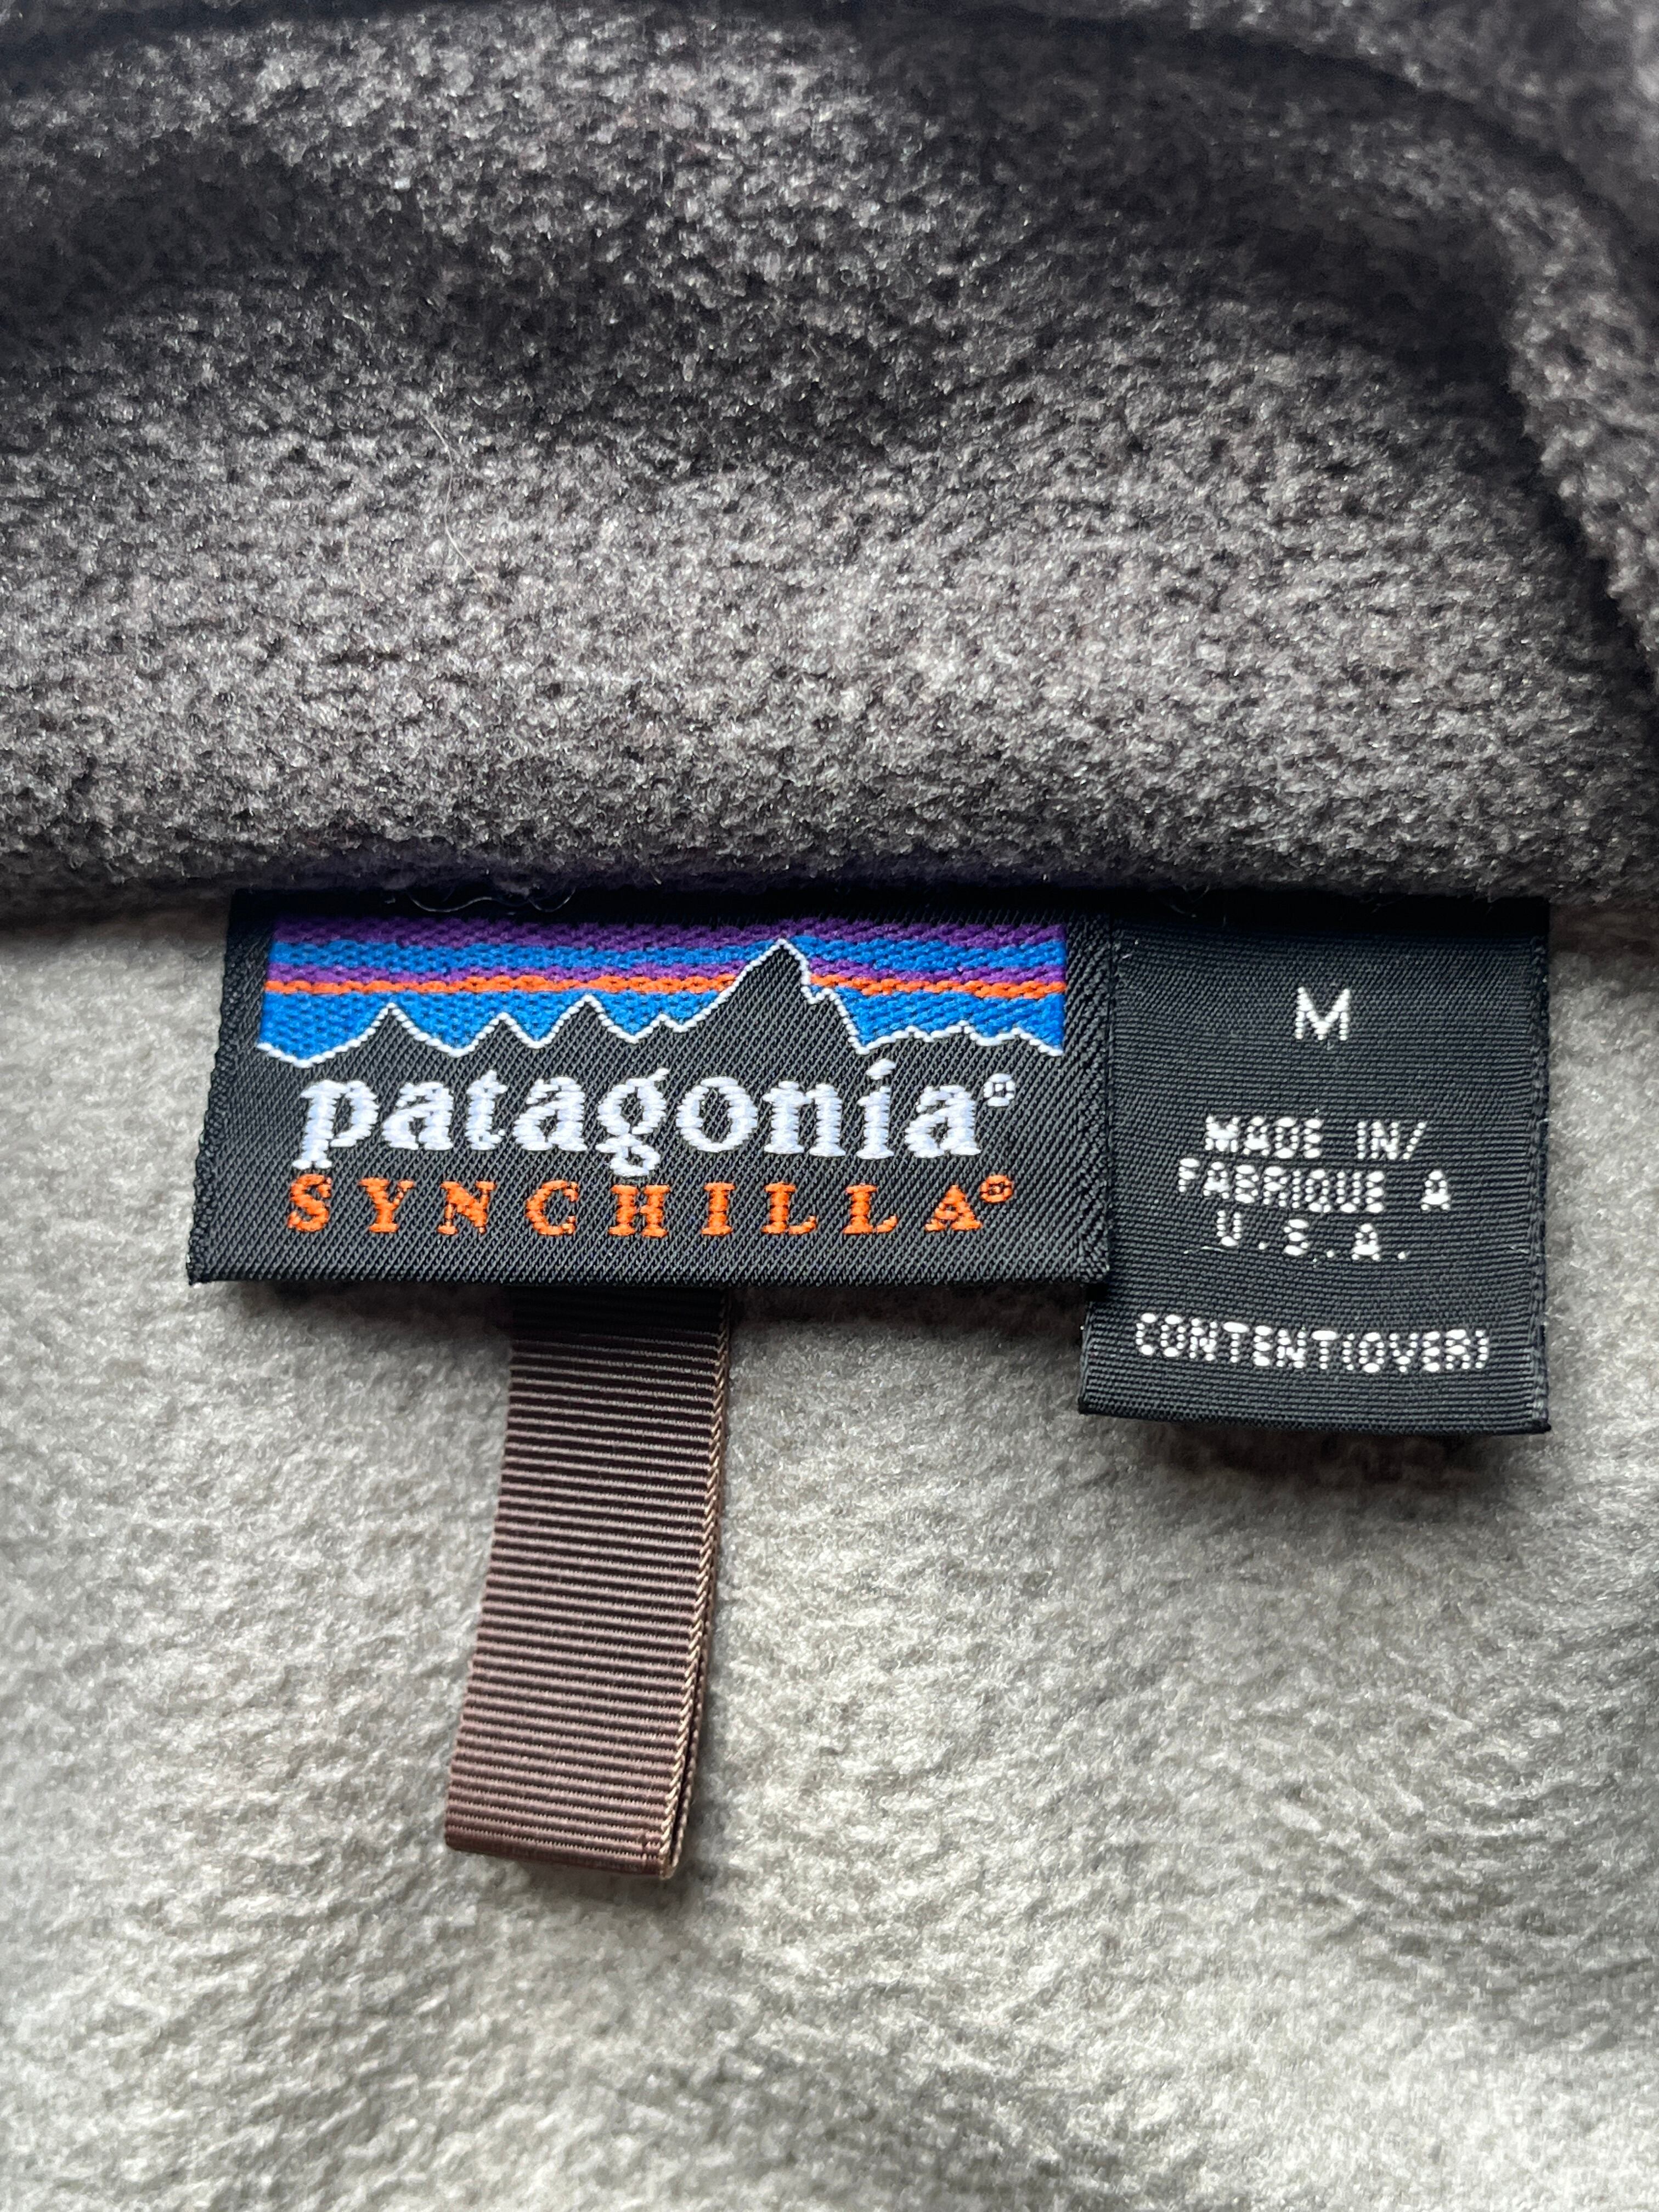 patagonia®
SYNCHILLA®
M
MADE IN/
FABRIQUE A
U.S.A.
CONTENT(OVER)